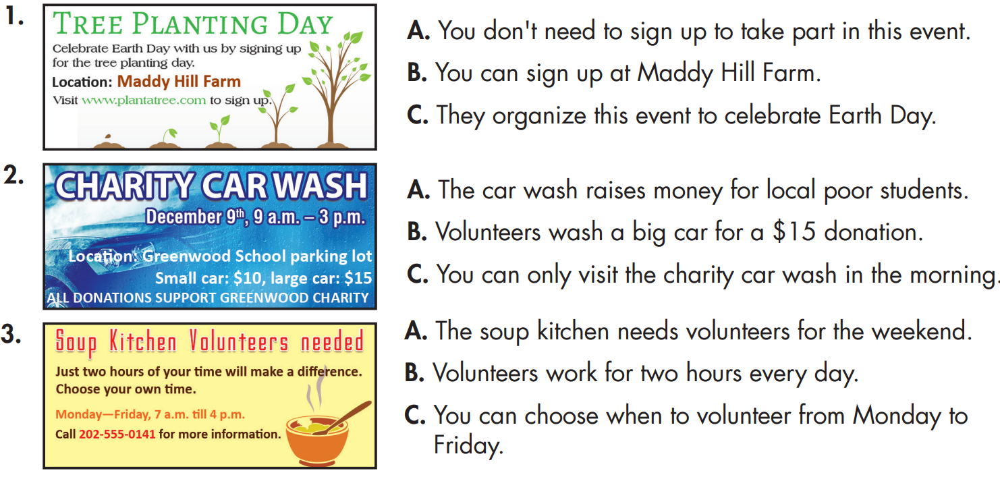 1.
TREE PLANTING DAY
Celebrate Earth Day with us by signing up
for the tree planting day.
Location: Maddy Hill Farm
Visit www.plantatree.com to sign up.
A. You don't need to sign up to take part in this event.
B. You can sign up at Maddy Hill Farm.
C. They organize this event to celebrate Earth Day.
2.
CHARITY CAR WASH
December 9th, 9 a.m. – 3 p.m.
Location: Greenwood School parking lot
Small car: $10, large car: $15
ALL DONATIONS SUPPORT GREENWOOD CHARITY
A. The car wash raises money for local poor students.
B. Volunteers wash a big car for a $15 donation.
C. You can only visit the charity car wash in the morning.
3.
Soup Kitchen Volunteers needed
Just two hours of your time will make a difference.
Choose your own time.
Monday—Friday, 7 a.m. till 4 p.m.
Call 202-555-0141 for more information.
A. The soup kitchen needs volunteers for the weekend.
B. Volunteers work for two hours every day.
C. You can choose when to volunteer from Monday to
Friday.